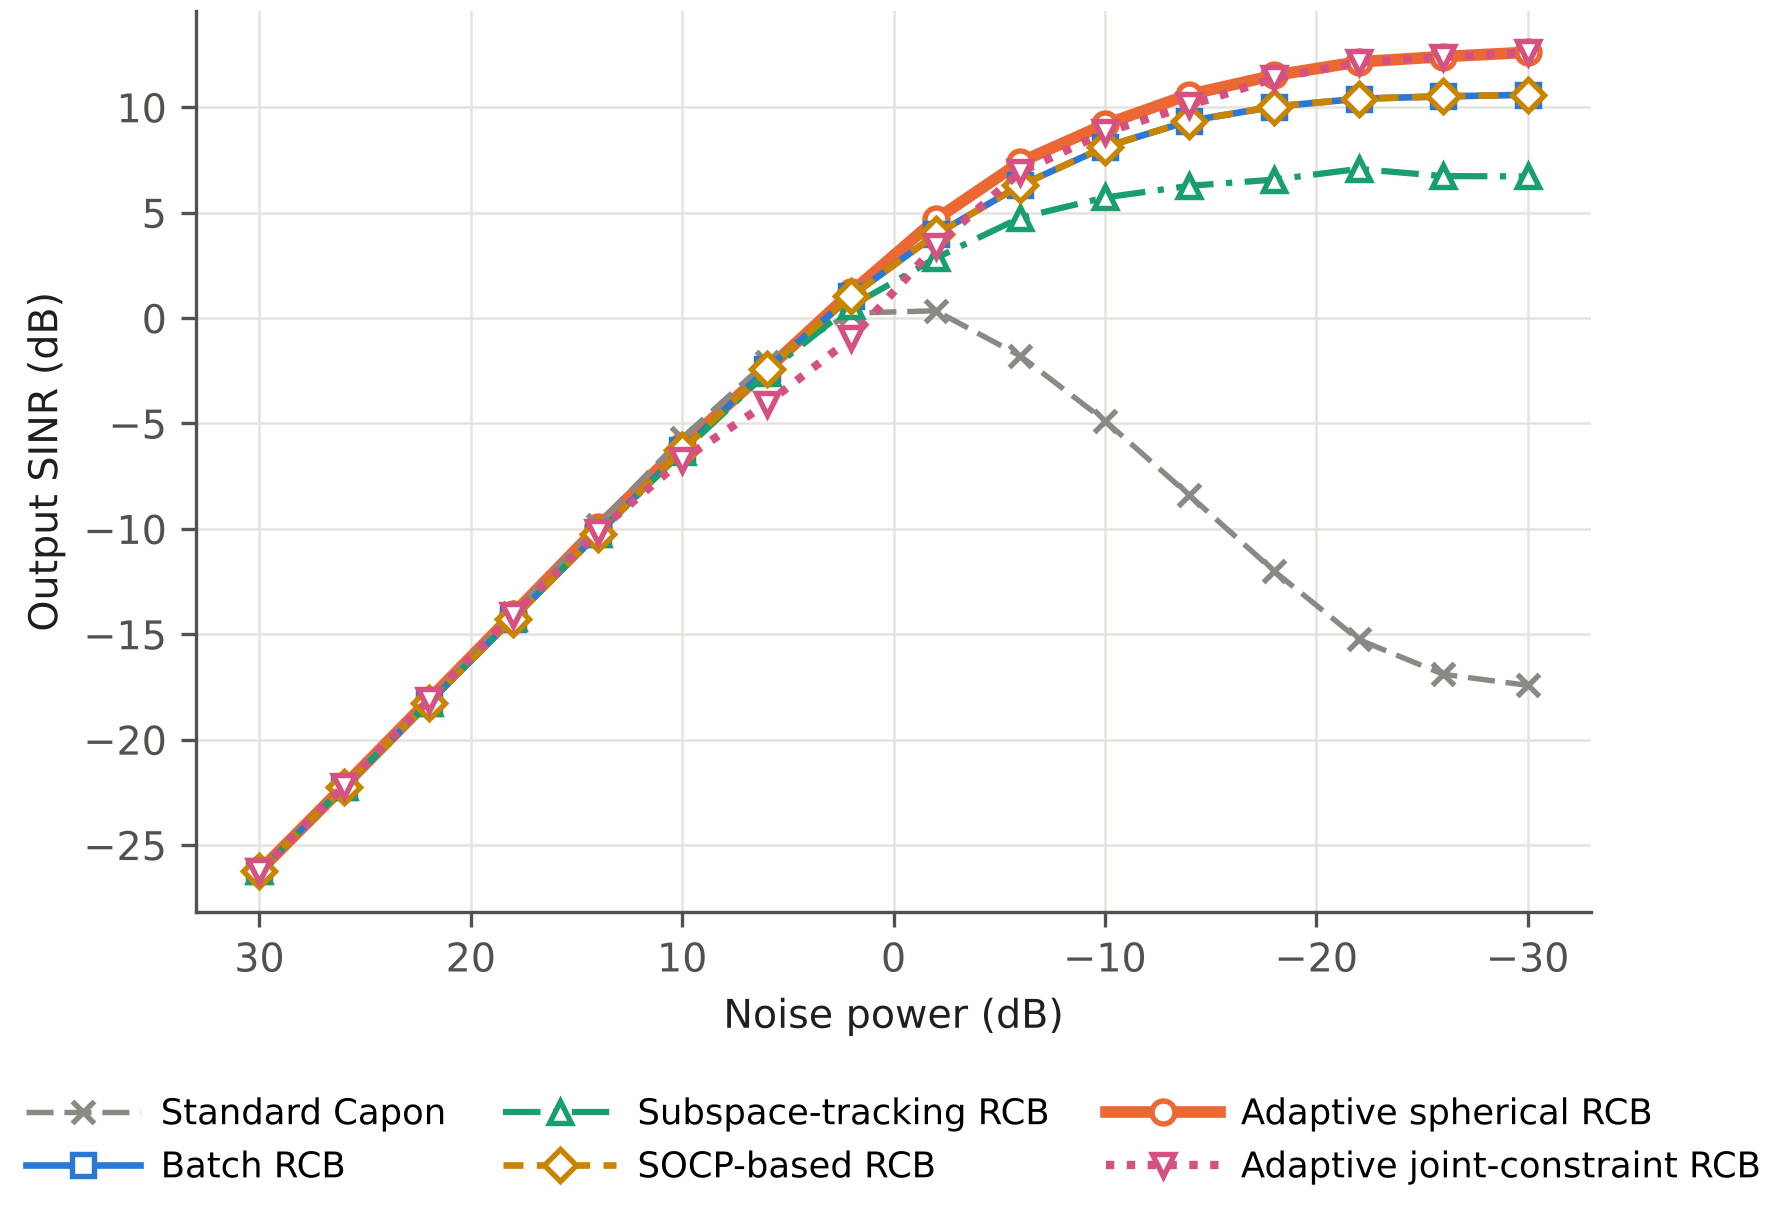 10
5
0
−5
−10
−15
−20
−25
Output SINR (dB)
30 20 10 0 −10 −20 −30
Noise power (dB)
Standard Capon Subspace-tracking RCB Adaptive spherical RCB
Batch RCB SOCP-based RCB Adaptive joint-constraint RCB